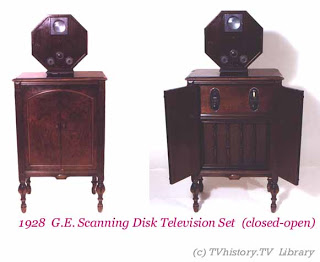 1928 G.E. Scanning Disk Television Set (closed-open)
(c) TVhistory.TV Library